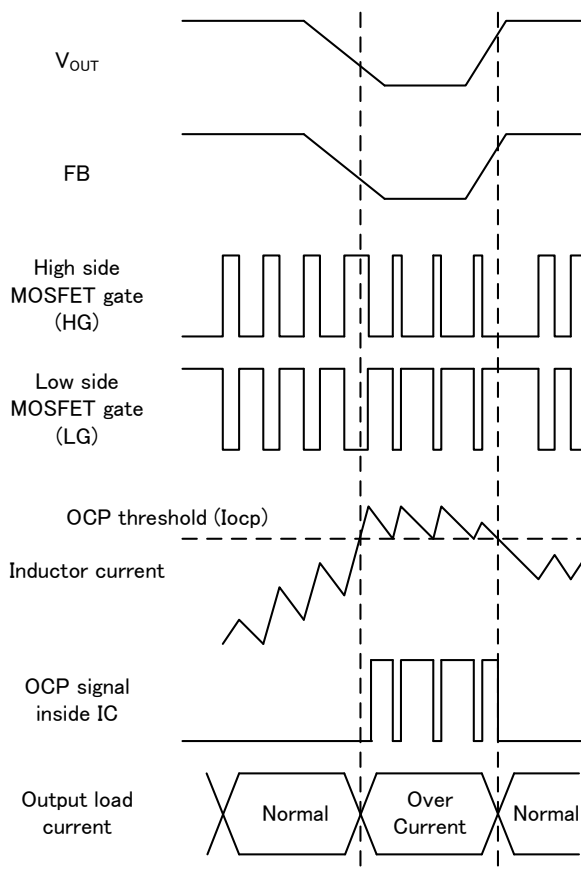 V_OUT
FB
High side
MOSFET gate
(HG)
Low side
MOSFET gate
(LG)
OCP threshold (Iocp)
Inductor current
OCP signal
inside IC
Output load
current
Normal
Over
Current
Normal